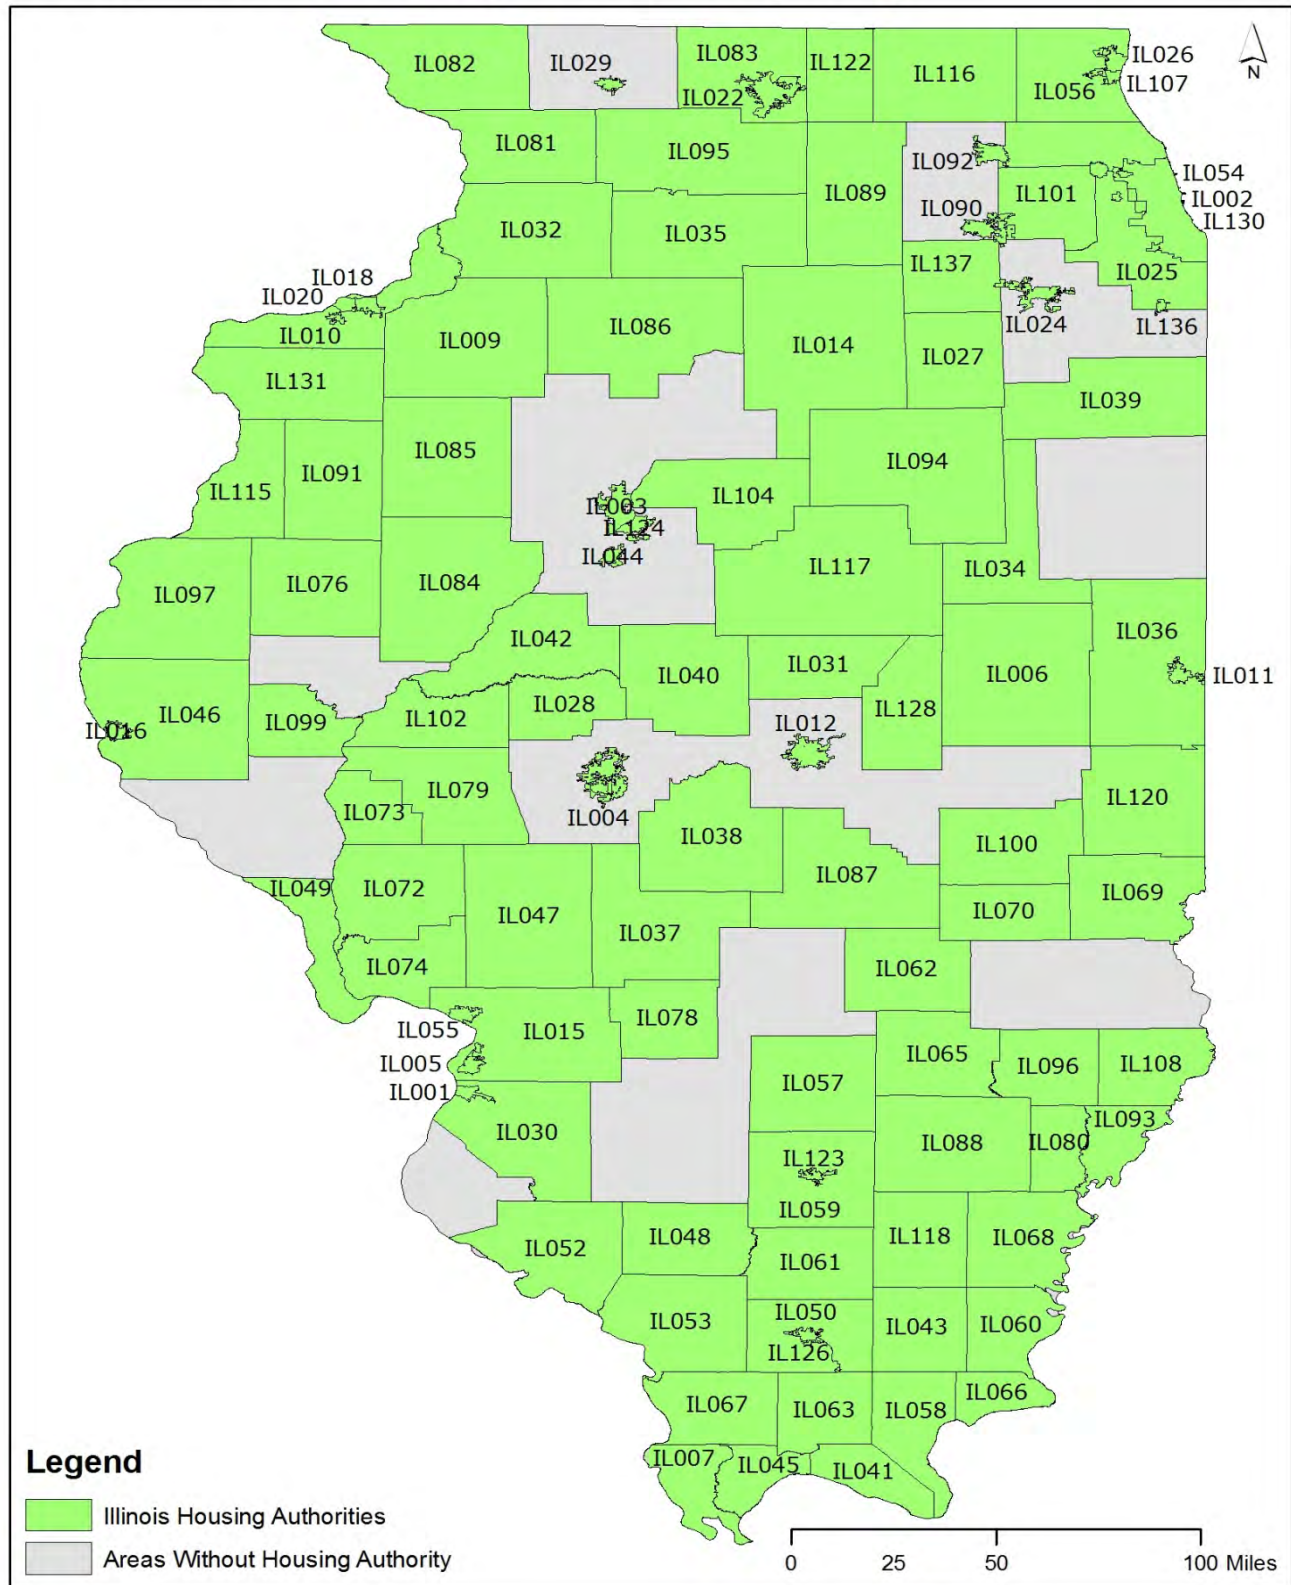 IL082
IL029
IL083
IL122
IL116
IL026
IL022
IL056
IL107
IL081
IL095
IL092
IL054
IL089
IL101
IL002
IL090
IL130
IL032
IL035
IL137
IL025
IL018
IL020
IL024
IL136
IL010
IL009
IL086
IL014
IL027
IL131
IL039
IL085
IL091
IL094
IL115
IL104
IL003
IL124
IL044
IL117
IL034
IL097
IL076
IL084
IL042
IL036
IL040
IL031
IL006
IL011
IL046
IL099
IL102
IL028
IL128
IL016
IL012
IL079
IL073
IL004
IL120
IL038
IL100
IL087
IL049
IL072
IL047
IL069
IL070
IL037
IL074
IL062
IL055
IL015
IL078
IL005
IL065
IL096
IL108
IL001
IL057
IL030
IL088
IL080
IL093
IL123
IL059
IL052
IL048
IL118
IL068
IL061
IL053
IL050
IL043
IL060
IL126
IL067
IL063
IL058
IL066
IL007
IL045
IL041
N
Legend
Illinois Housing Authorities
Areas Without Housing Authority
0 25 50 100 Miles